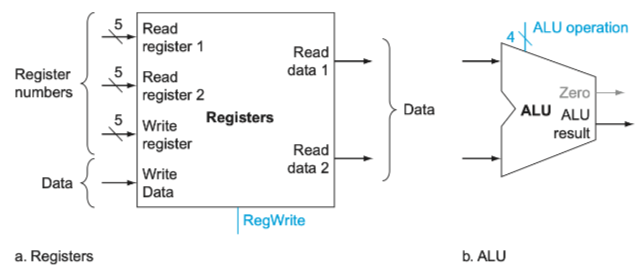 5
Read
register 1
5
Read
register 2
5
Write
register
Write
Data
Register
numbers
Data
Registers
Read
data 1
Read
data 2
Data
RegWrite
a. Registers
4
ALU operation
Zero
ALU
ALU
result
b. ALU